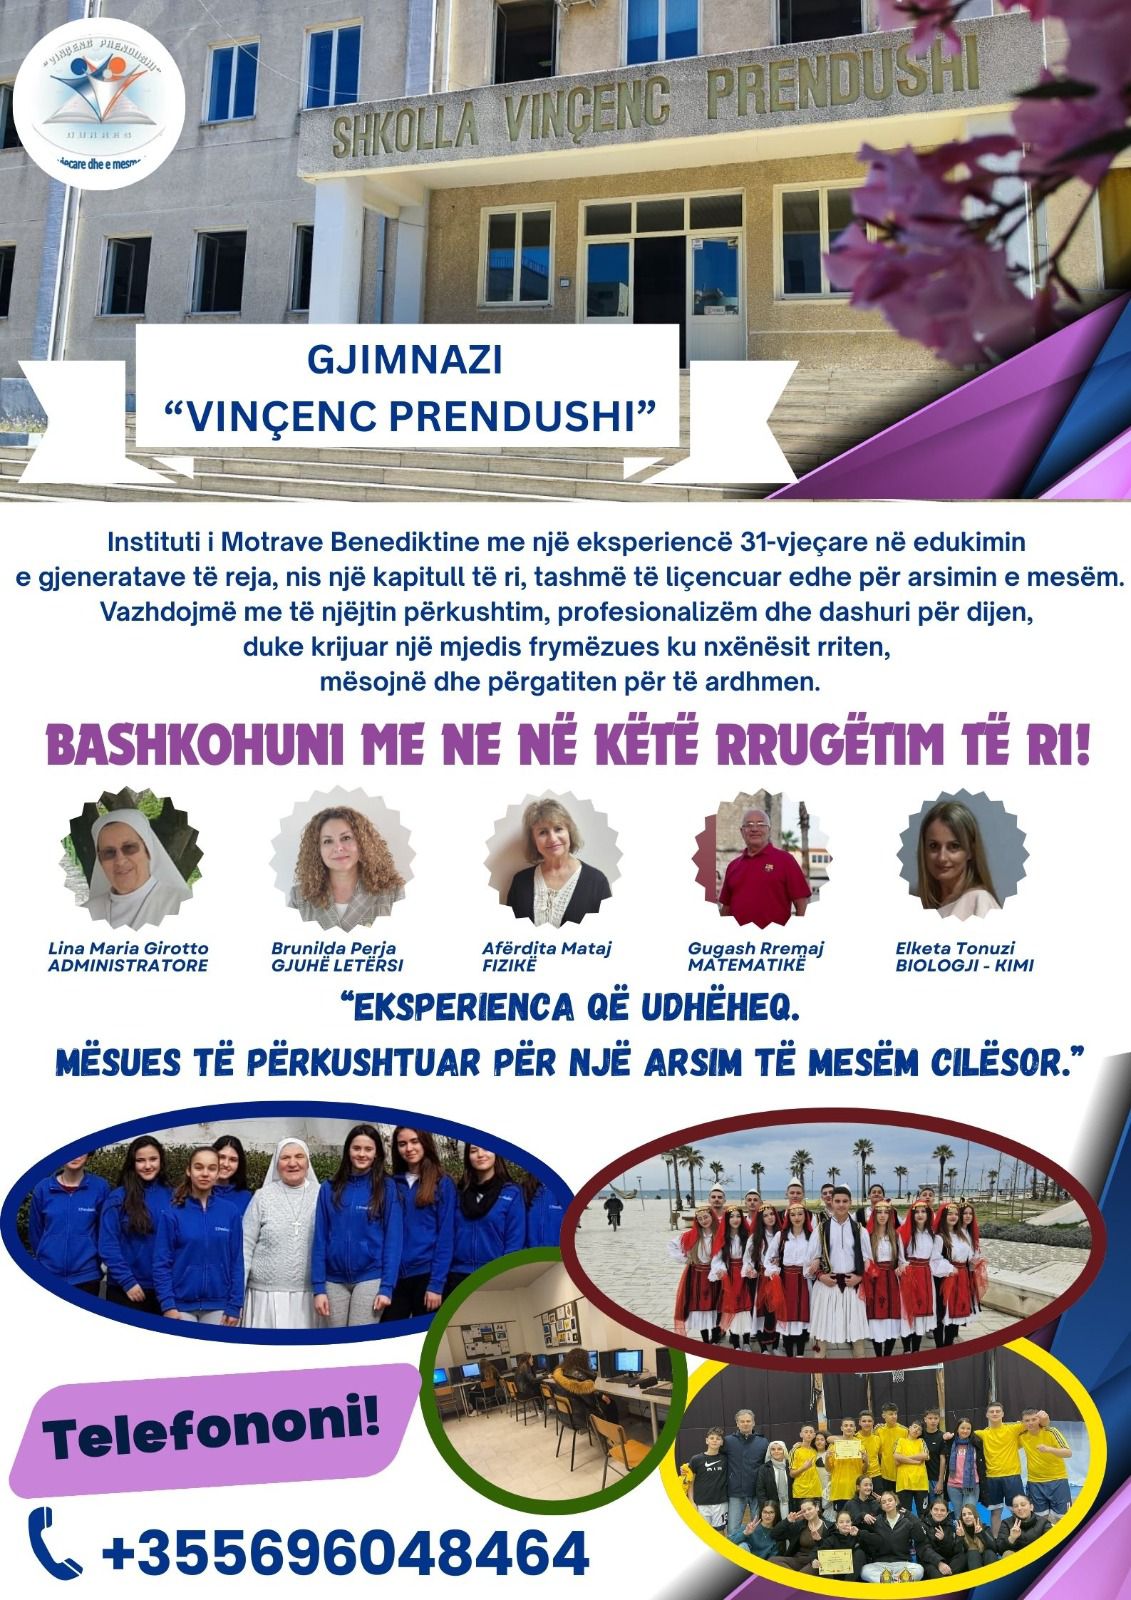 "VINÇENC PRENDUSHI"
SHKOLLA VINÇENC PRENDUSHI
GJIMNAZI
“VINÇENC PRENDUSHI”
Instituti i Motrave Benediktine me një eksperiencë 31-vjeçare në edukimin
e gjeneratave të reja, nis një kapitull të ri, tashmë të liçencuar edhe për arsimin e mesëm.
Vazhdojmë me të njëjtin përkushtim, profesionalizëm dhe dashuri për dijen,
duke krijuar një mjedis frymëzues ku nxënësit rriten,
mësojnë dhe përgatiten për të ardhmen.
BASHKOHUNI ME NE NË KËTË RRUGËTIM TË RI!
Lina Maria Girotto
ADMINISTRATORE
Brunilda Perja
GJUHË LETËRSI
Afërdita Mataj
FIZIKË
Gugash Rremaj
MATEMATIKË
Elketa Tonuzi
BIOLOGJI - KIMI
“EKSPERIENCA QË UDHËHEQ.
MËSUES TË PËRKUSHTUAR PËR NJË ARSIM TË MESËM CILËSOR.”
Telefononi!
+355696048464